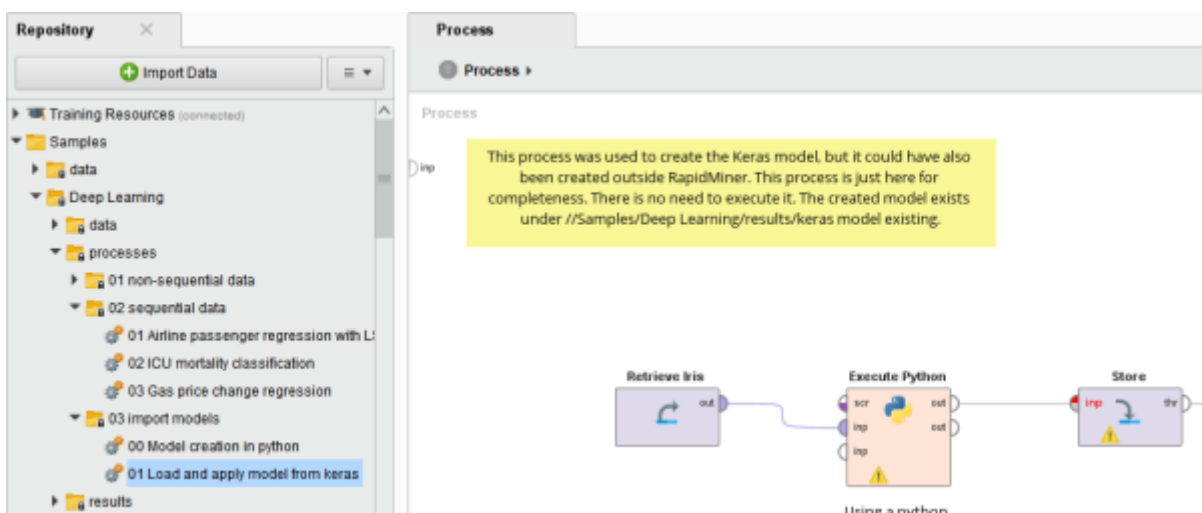 Repository
Import Data
Training Resources (connected)
Samples
data
Deep Learning
data
processes
01 non-sequential data
02 sequential data
01 Airline passenger regression with LS
02 ICU mortality classification
03 Gas price change regression
03 import models
00 Model creation in python
01 Load and apply model from keras
results
Process
Process
Process
inp
This process was used to create the Keras model, but it could have also
been created outside RapidMiner. This process is just here for
completeness. There is no need to execute it. The created model exists
under //Samples/Deep Learning/results/keras model existing.
Retrieve Iris
out
Execute Python
scr
out
inp
out
inp
Store
inp
thr
Using a python